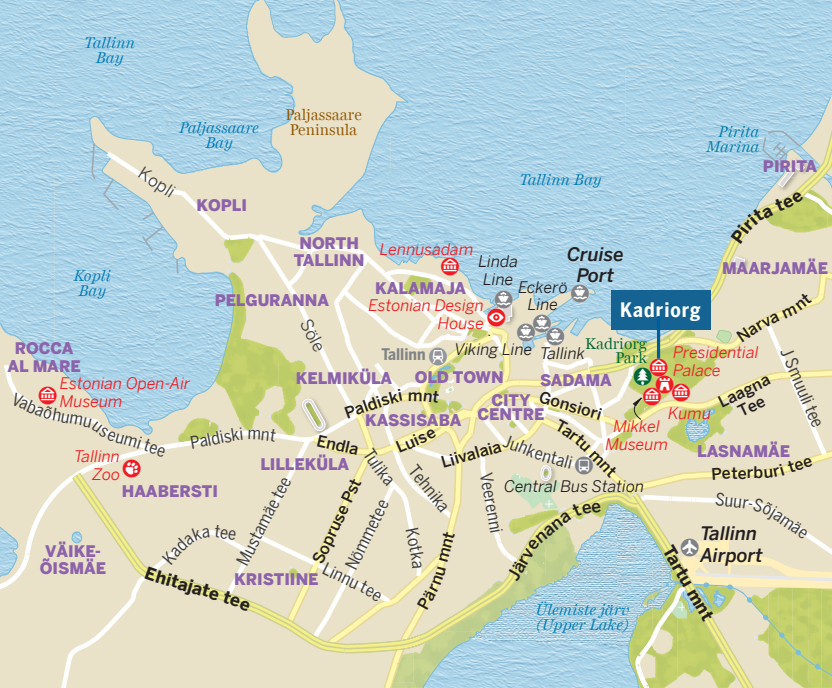 Tallinn
Bay
Paljassaare
Peninsula
Paljassaare
Bay
Pirita
Marina
PIRITA
Tallinn Bay
Kopli
KOPLI
Pirita tee
NORTH
TALLINN
Lennusadam
Linda
Line
Cruise
Port
MAARJAMÄE
Kopli
Bay
PELGURANNA
KALAMAJA
Eckerö
Line
Estonian Design
House
Kadriorg
Narva mnt
Sõle
Viking Line
Tallink
Kadriorg
Park
Presidential
Palace
J Smuuli tee
ROCCA
AL MARE
Tallinn
Estonian Open-Air
Museum
KELMIKÜLA
OLD TOWN
SADAMA
Laagna
Tee
Vabaõhumuuseumi tee
Paldiski mnt
KASSISABA
CITY
CENTRE
Gonsiori
Kumu
Mikkel
Museum
Paldiski mnt
Endla
Luise
Liivalaia
Juhkentali
Tartu mnt
LASNAMÄE
Tallinn
Zoo
LILLEKÜLA
Tulika
Tehnika
Veerenni
Central Bus Station
Peterburi tee
HAABERSTI
Mustamäe tee
Sopruse Pst
Nõmmetee
Kotka
Suur-Sõjamäe
Kadaka tee
Järvenana tee
Tallinn
Airport
VÄIKE-
ÕISMÄE
Ehitajate tee
KRISTIINE
Linnu tee
Pärnu mnt
Tartu mnt
Ülemiste järv
(Upper Lake)